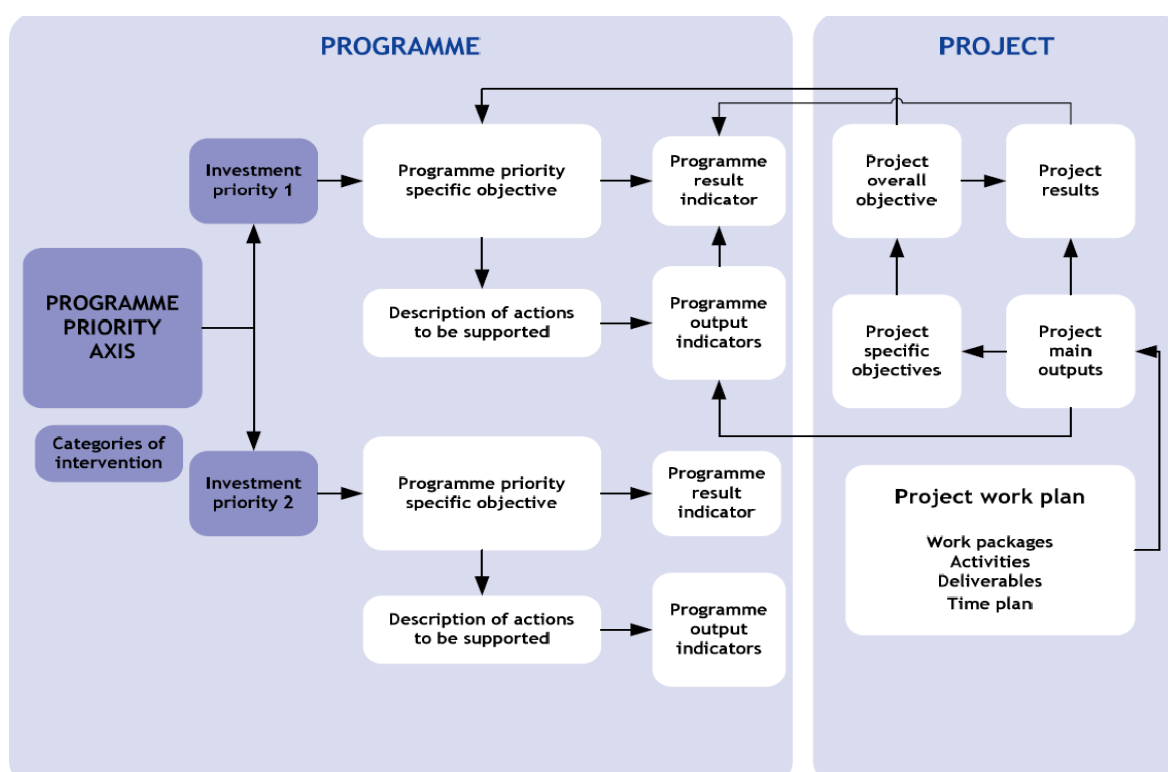 PROGRAMME
PROJECT
Investment
priority 1
Programme priority
specific objective
Programme
result
indicator
Project
overall
objective
Project
results
PROGRAMME
PRIORITY
AXIS
Description of actions
to be supported
Programme
output
indicators
Project
specific
objectives
Project
main
outputs
Categories of
intervention
Investment
priority 2
Programme priority
specific objective
Programme
result
indicator
Project work plan
Work packages
Activities
Deliverables
Time plan
Description of actions
to be supported
Programme
output
indicators